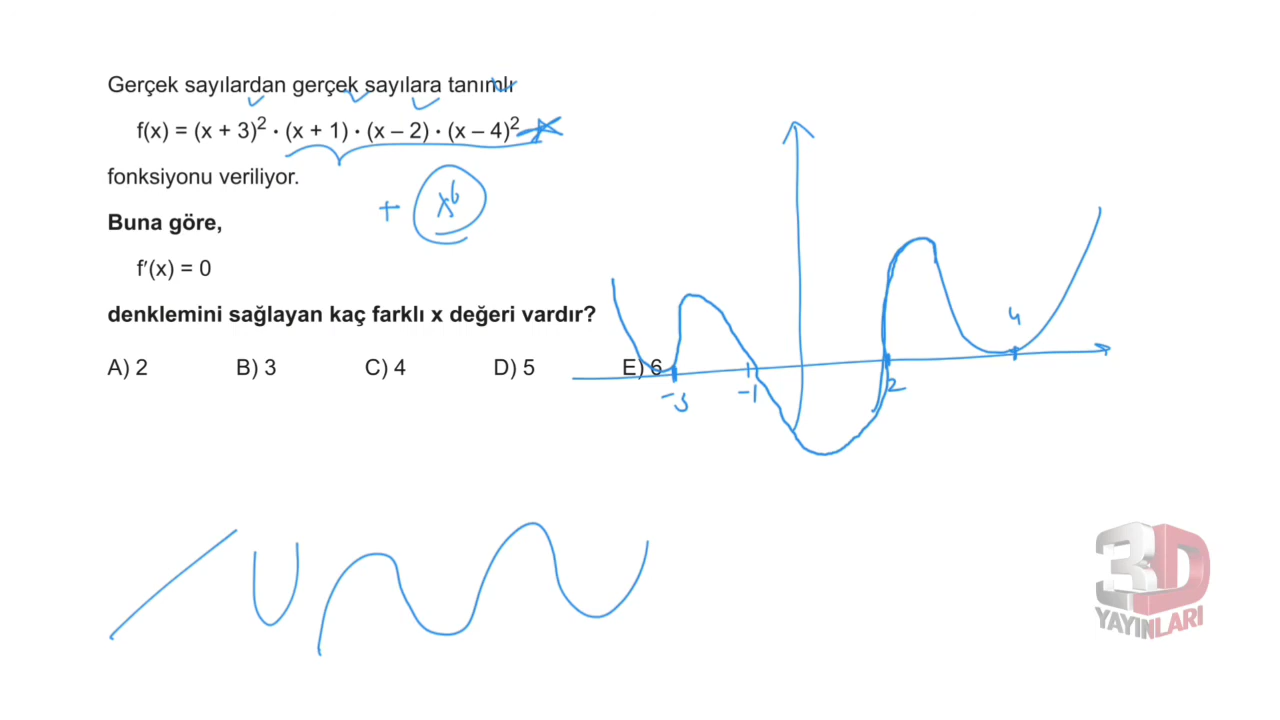 Gerçek sayılardan gerçek sayılara tanımlı
f(x) = (x + 3)² · (x + 1) · (x – 2) · (x – 4)²
fonksiyonu veriliyor.
+ x⁶
Buna göre,
f′(x) = 0
denklemini sağlayan kaç farklı x değeri vardır?
A) 2 B) 3 C) 4 D) 5 E) 6
-3 -1 2 4
3D
YAYINLARI